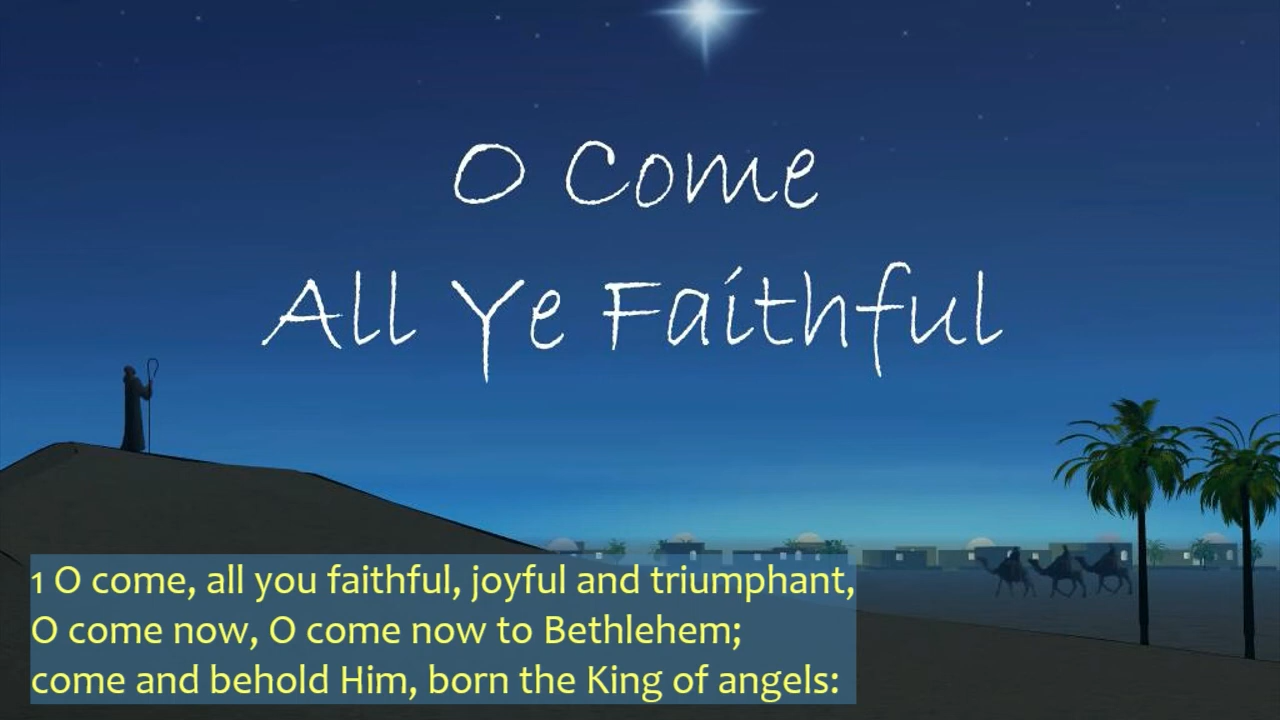 O Come
All Ye Faithful
1 O come, all you faithful, joyful and triumphant,
O come now, O come now to Bethlehem;
come and behold Him, born the King of angels: